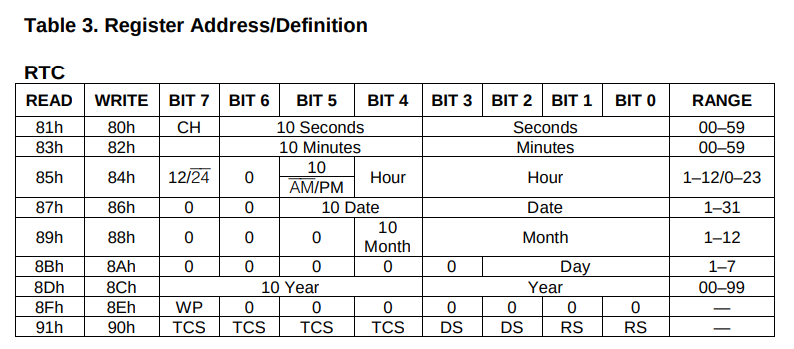 Table 3. Register Address/Definition
RTC
READ WRITE BIT 7 BIT 6 BIT 5 BIT 4 BIT 3 BIT 2 BIT 1 BIT 0 RANGE
81h 80h CH 10 Seconds Seconds 00–59
83h 82h 10 Minutes Minutes 00–59
85h 84h 12/2̅4̅ 0 10 Hour Hour 1–12/0–23
A̅M̅/PM
87h 86h 0 0 10 Date Date 1–31
89h 88h 0 0 0 10 Month Month 1–12
8Bh 8Ah 0 0 0 0 0 Day 1–7
8Dh 8Ch 10 Year Year 00–99
8Fh 8Eh WP 0 0 0 0 0 0 0 —
91h 90h TCS TCS TCS TCS DS DS RS RS —